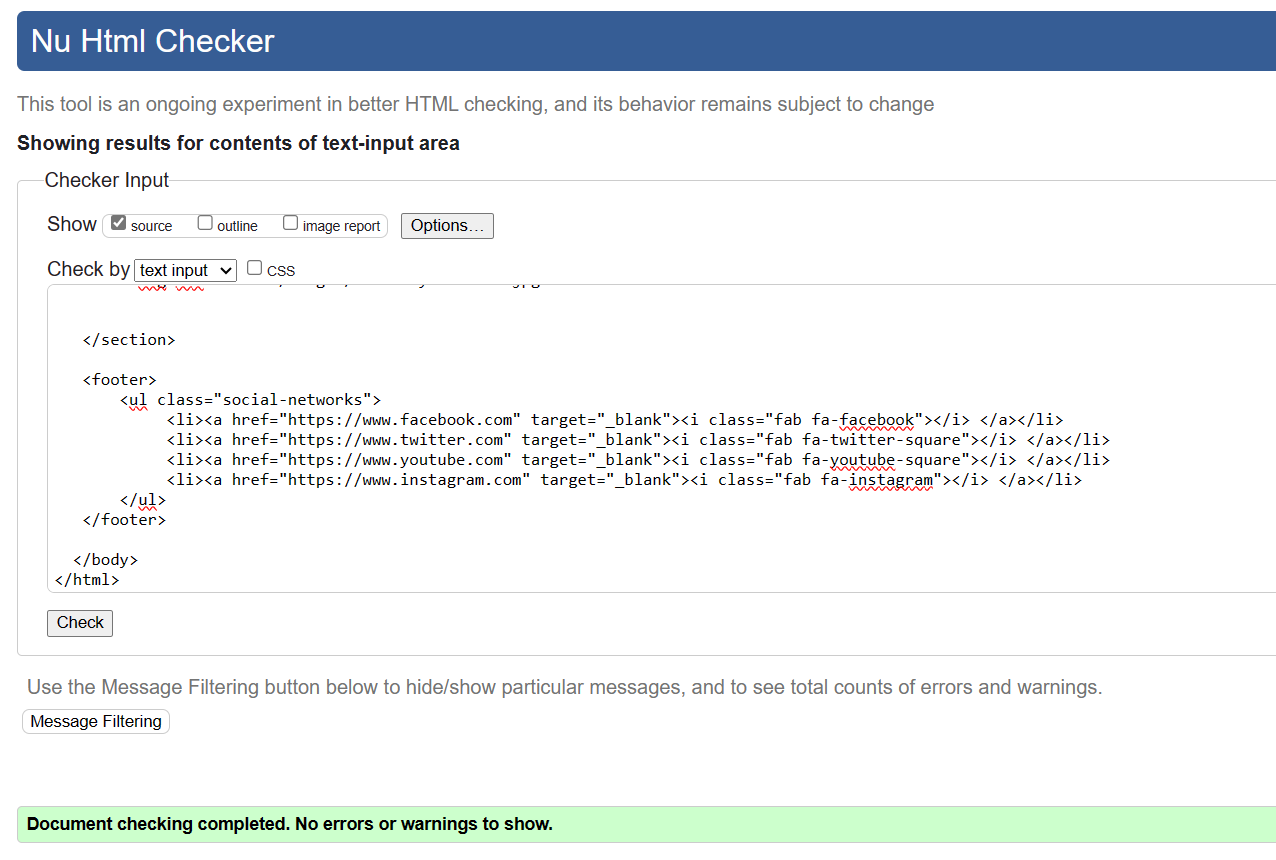 Nu Html Checker
This tool is an ongoing experiment in better HTML checking, and its behavior remains subject to change
Showing results for contents of text-input area
Checker Input
Show source outline image report Options…
Check by text input CSS
</section>
<footer>
<ul class="social-networks">
<li><a href="https://www.facebook.com" target="_blank"><i class="fab fa-facebook"></i> </a></li>
<li><a href="https://www.twitter.com" target="_blank"><i class="fab fa-twitter-square"></i> </a></li>
<li><a href="https://www.youtube.com" target="_blank"><i class="fab fa-youtube-square"></i> </a></li>
<li><a href="https://www.instagram.com" target="_blank"><i class="fab fa-instagram"></i> </a></li>
</ul>
</footer>
</body>
</html>
Check
Use the Message Filtering button below to hide/show particular messages, and to see total counts of errors and warnings.
Message Filtering
Document checking completed. No errors or warnings to show.